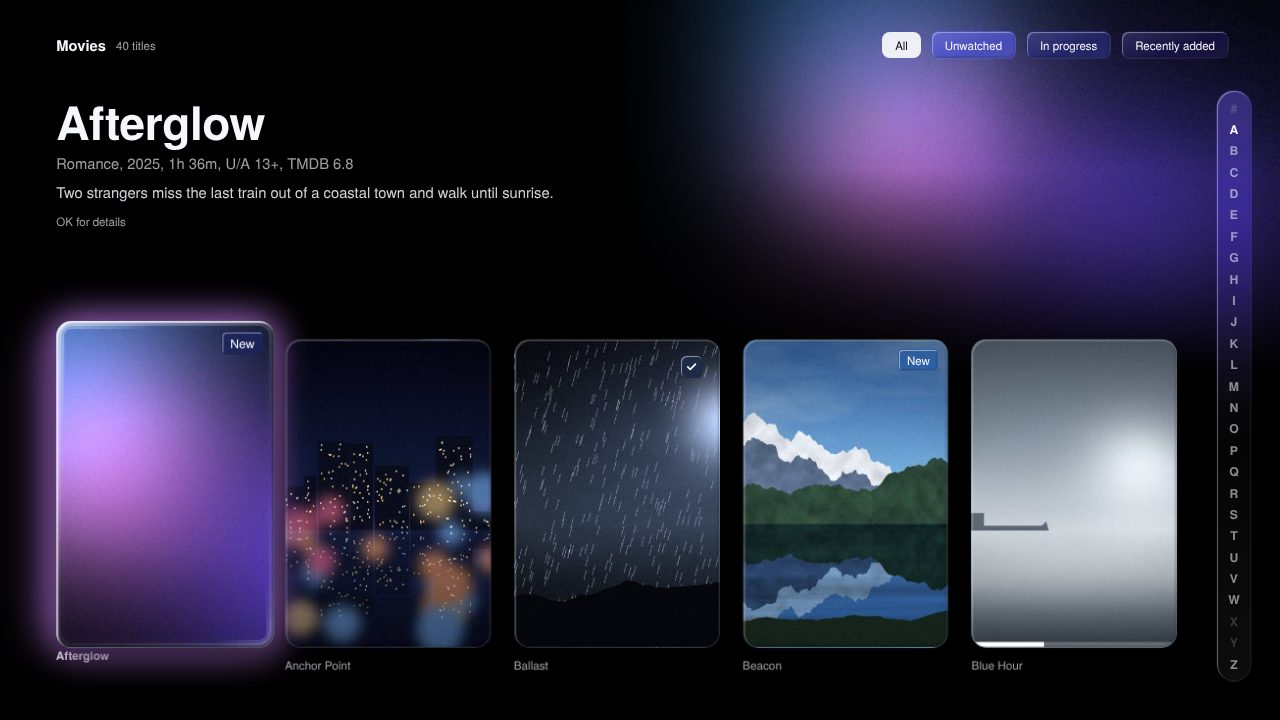 Movies 40 titles
All Unwatched In progress Recently added
Afterglow
Romance, 2025, 1h 36m, U/A 13+, TMDB 6.8
Two strangers miss the last train out of a coastal town and walk until sunrise.
OK for details
New
New
Afterglow
Anchor Point
Ballast
Beacon
Blue Hour
#
A
B
C
D
E
F
G
H
I
J
K
L
M
N
O
P
Q
R
S
T
U
V
W
X
Y
Z